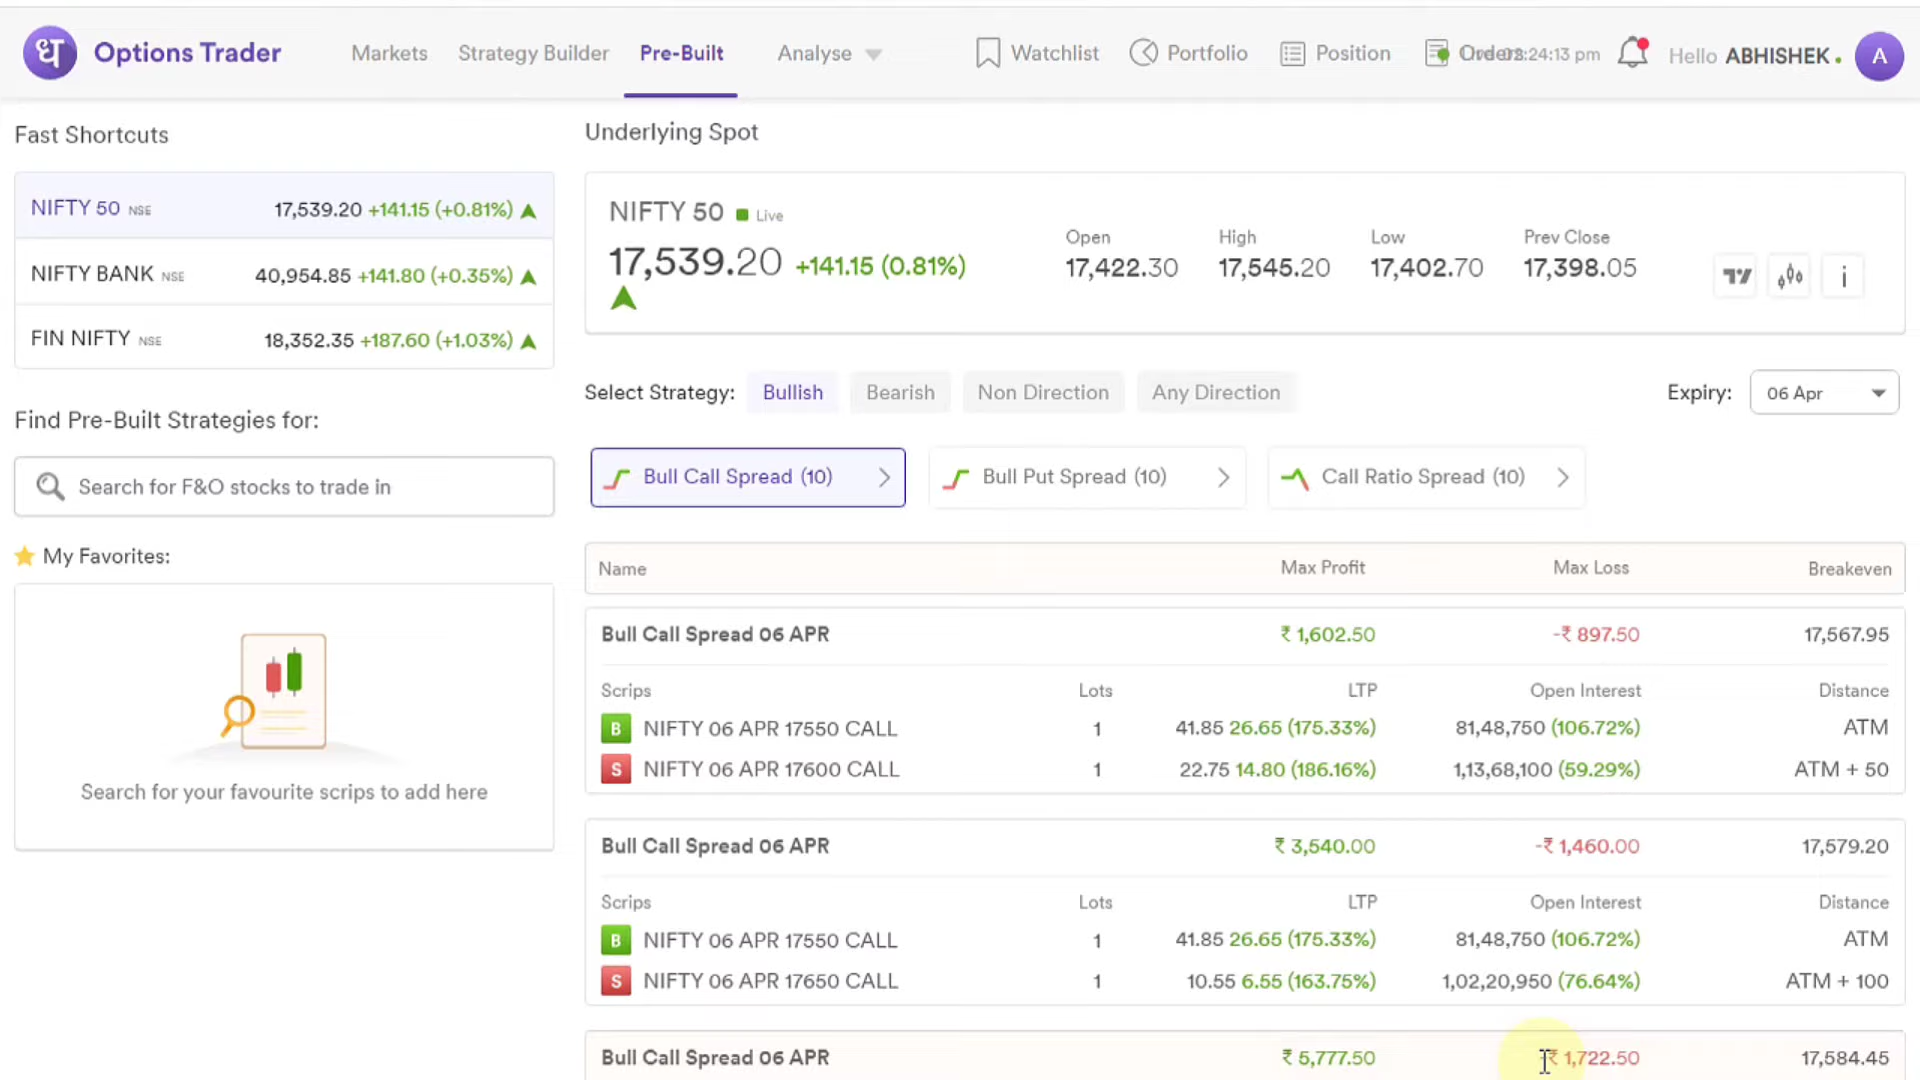 ध Options Trader Markets Strategy Builder Pre-Built Analyse Watchlist Portfolio Position Orders :24:13 pm Hello ABHISHEK A
Fast Shortcuts
NIFTY 50 NSE 17,539.20 +141.15 (+0.81%)
NIFTY BANK NSE 40,954.85 +141.80 (+0.35%)
FIN NIFTY NSE 18,352.35 +187.60 (+1.03%)
Find Pre-Built Strategies for:
Search for F&O stocks to trade in
My Favorites:
Search for your favourite scrips to add here
Underlying Spot
NIFTY 50 Live
17,539.20 +141.15 (0.81%)
Open High Low Prev Close
17,422.30 17,545.20 17,402.70 17,398.05
i
Select Strategy: Bullish Bearish Non Direction Any Direction Expiry: 06 Apr
Bull Call Spread (10) Bull Put Spread (10) Call Ratio Spread (10)
Name Max Profit Max Loss Breakeven
Bull Call Spread 06 APR ₹ 1,602.50 -₹ 897.50 17,567.95
Scrips Lots LTP Open Interest Distance
B NIFTY 06 APR 17550 CALL 1 41.85 26.65 (175.33%) 81,48,750 (106.72%) ATM
S NIFTY 06 APR 17600 CALL 1 22.75 14.80 (186.16%) 1,13,68,100 (59.29%) ATM + 50
Bull Call Spread 06 APR ₹ 3,540.00 -₹ 1,460.00 17,579.20
Scrips Lots LTP Open Interest Distance
B NIFTY 06 APR 17550 CALL 1 41.85 26.65 (175.33%) 81,48,750 (106.72%) ATM
S NIFTY 06 APR 17650 CALL 1 10.55 6.55 (163.75%) 1,02,20,950 (76.64%) ATM + 100
Bull Call Spread 06 APR ₹ 5,777.50 -₹ 1,722.50 17,584.45